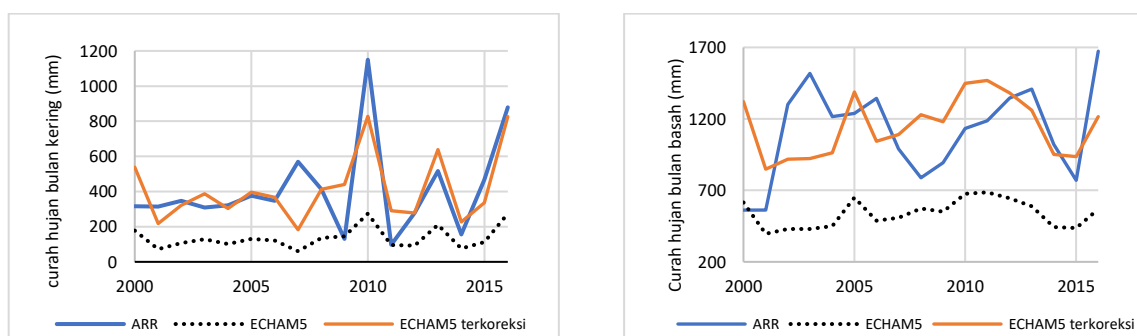 curah hujan bulan kering (mm)
1200
1000
800
600
400
200
0
2000 2005 2010 2015
ARR ECHAM5 ECHAM5 terkoreksi
Curah hujan bulan basah (mm)
1700
1200
700
200
2000 2005 2010 2015
ARR ECHAM5 ECHAM5 terkoreksi